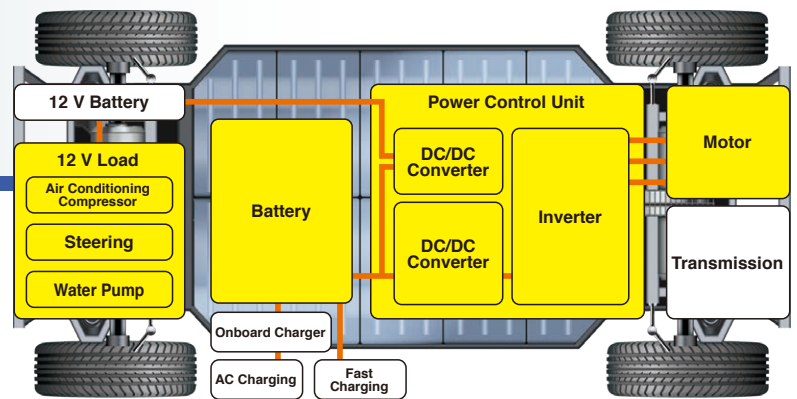 12 V Battery
12 V Load
Air Conditioning
Compressor
Steering
Water Pump
Battery
Onboard Charger
AC Charging
Fast
Charging
Power Control Unit
DC/DC
Converter
DC/DC
Converter
Inverter
Motor
Transmission